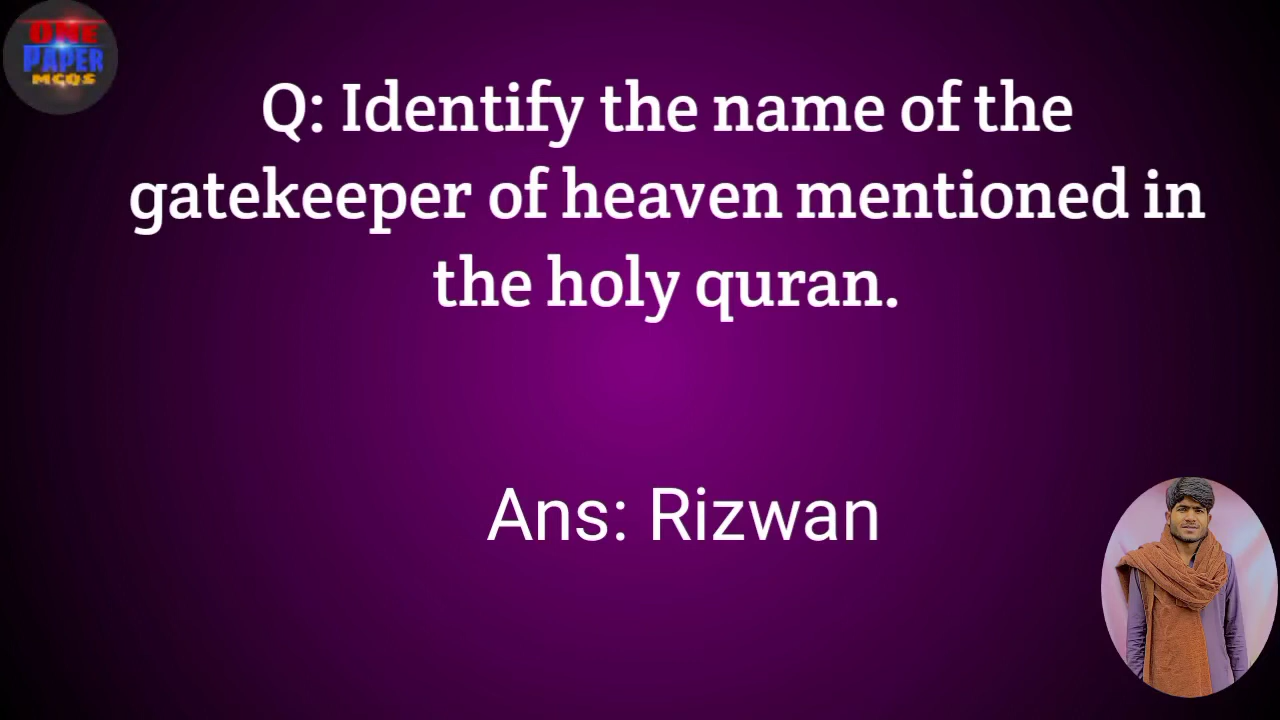 ONE
PAPER
MCQS
Q: Identify the name of the
gatekeeper of heaven mentioned in
the holy quran.
Ans: Rizwan